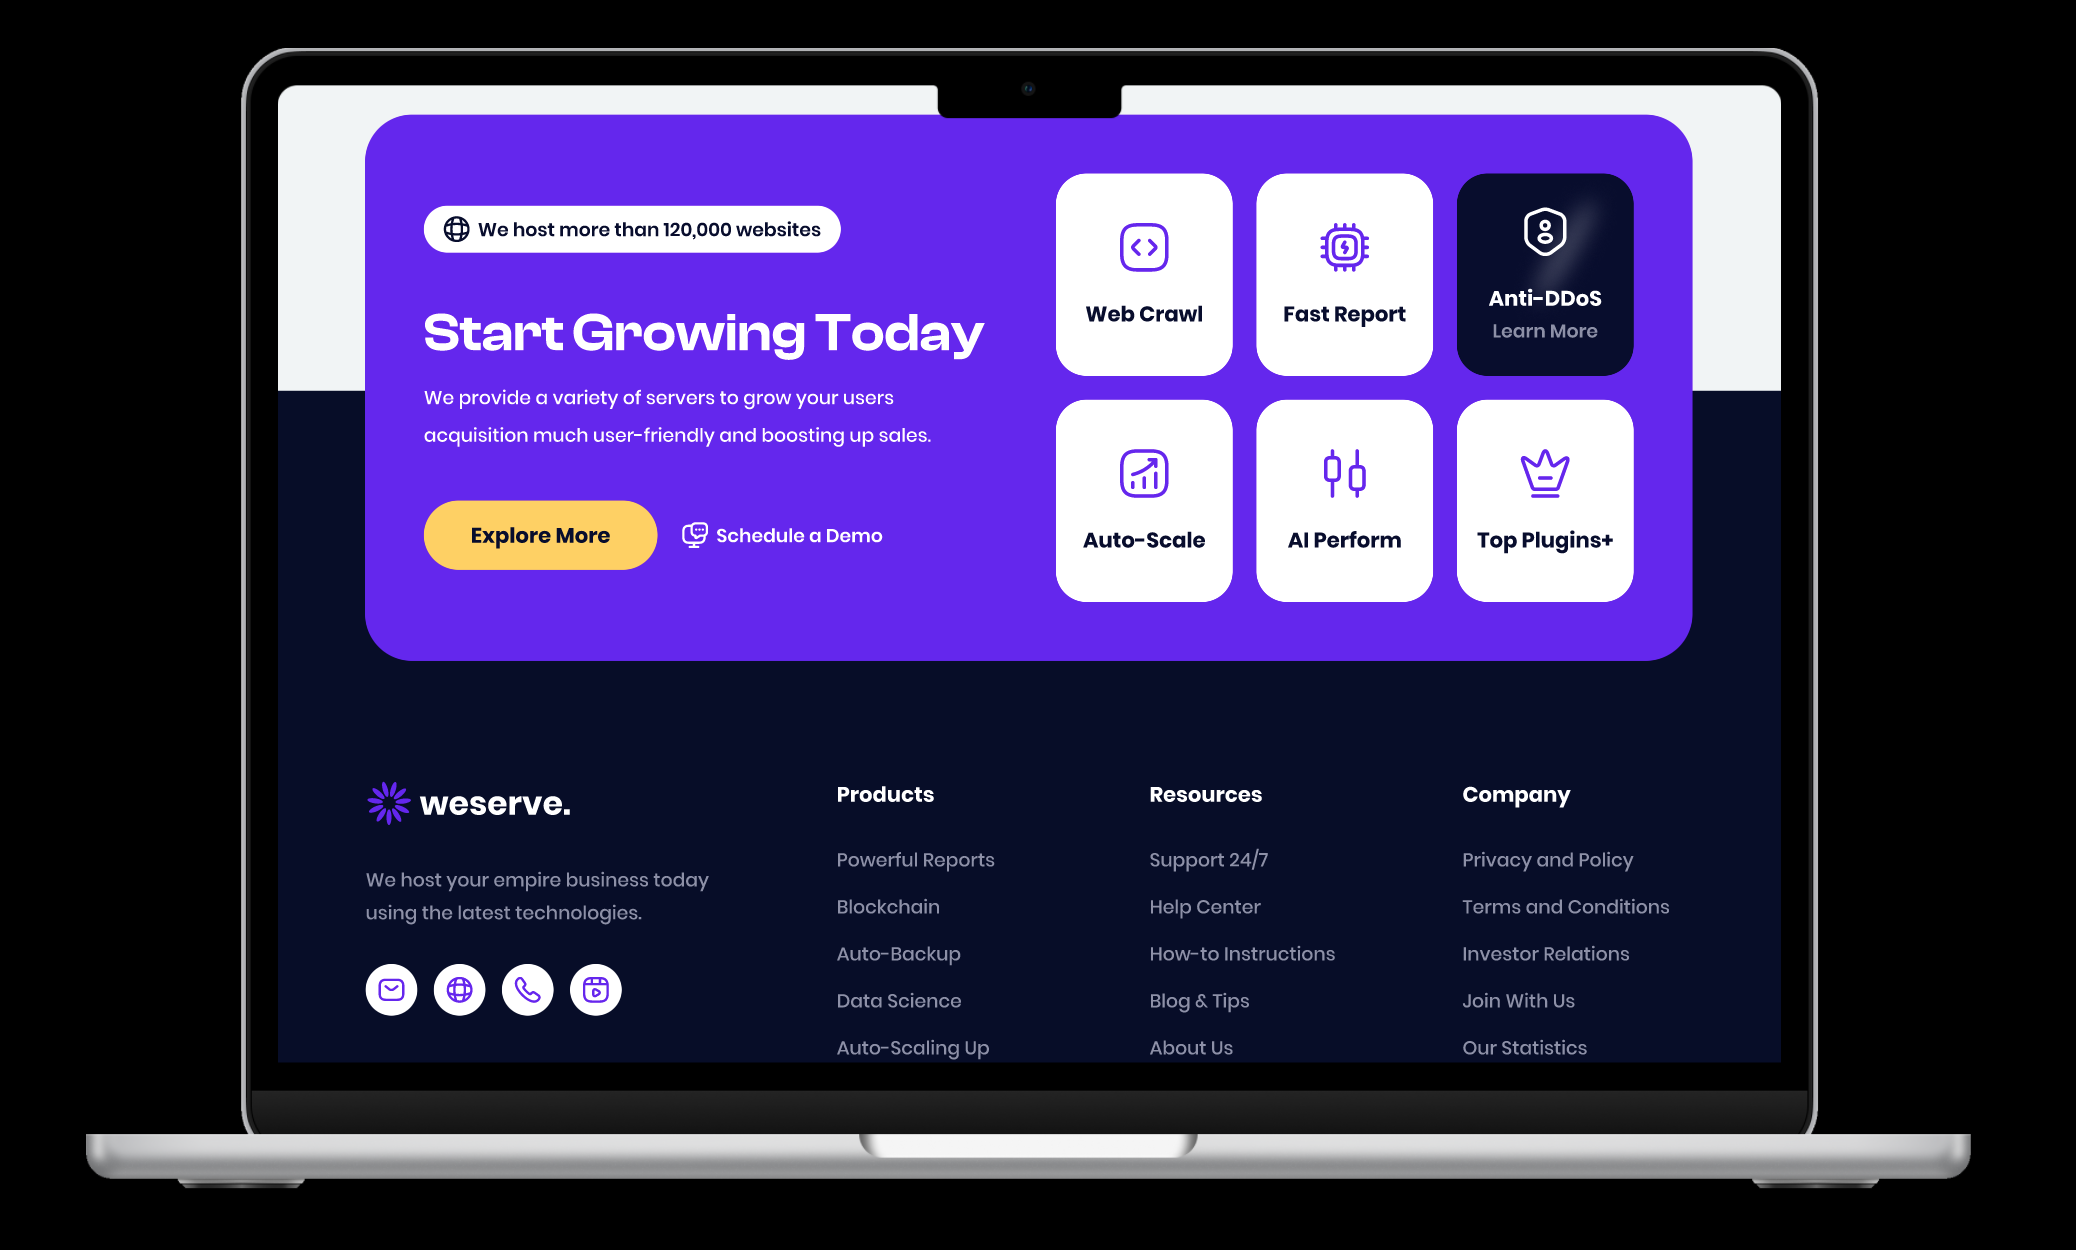 We host more than 120,000 websites
Start Growing Today
We provide a variety of servers to grow your users
acquisition much user-friendly and boosting up sales.
Explore More
Schedule a Demo
Web Crawl
Fast Report
Anti-DDoS
Learn More
Auto-Scale
AI Perform
Top Plugins+
weserve.
We host your empire business today
using the latest technologies.
Products
Powerful Reports
Blockchain
Auto-Backup
Data Science
Auto-Scaling Up
Resources
Support 24/7
Help Center
How-to Instructions
Blog & Tips
About Us
Company
Privacy and Policy
Terms and Conditions
Investor Relations
Join With Us
Our Statistics